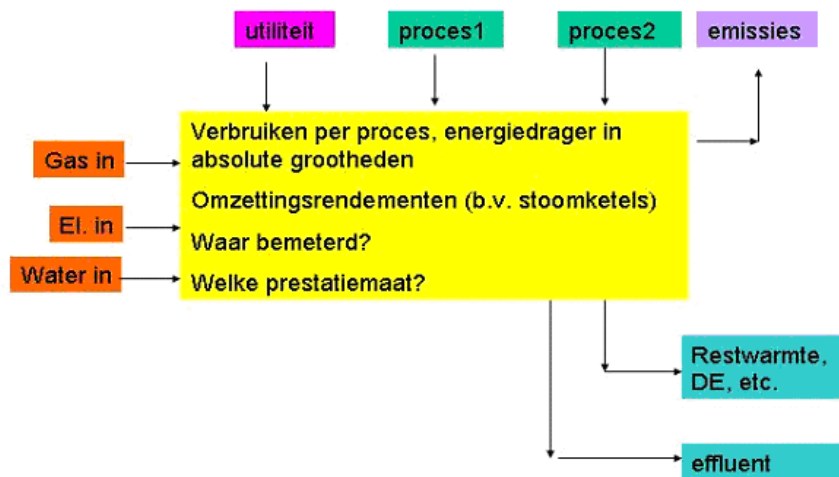 utiliteit
proces1
proces2
emissies
Verbruiken per proces, energiedrager in
absolute grootheden
Gas in
Omzettingsrendementen (b.v. stoomketels)
El. in
Waar bemeterd?
Water in
Welke prestatiemaat?
Restwarmte,
DE, etc.
effluent